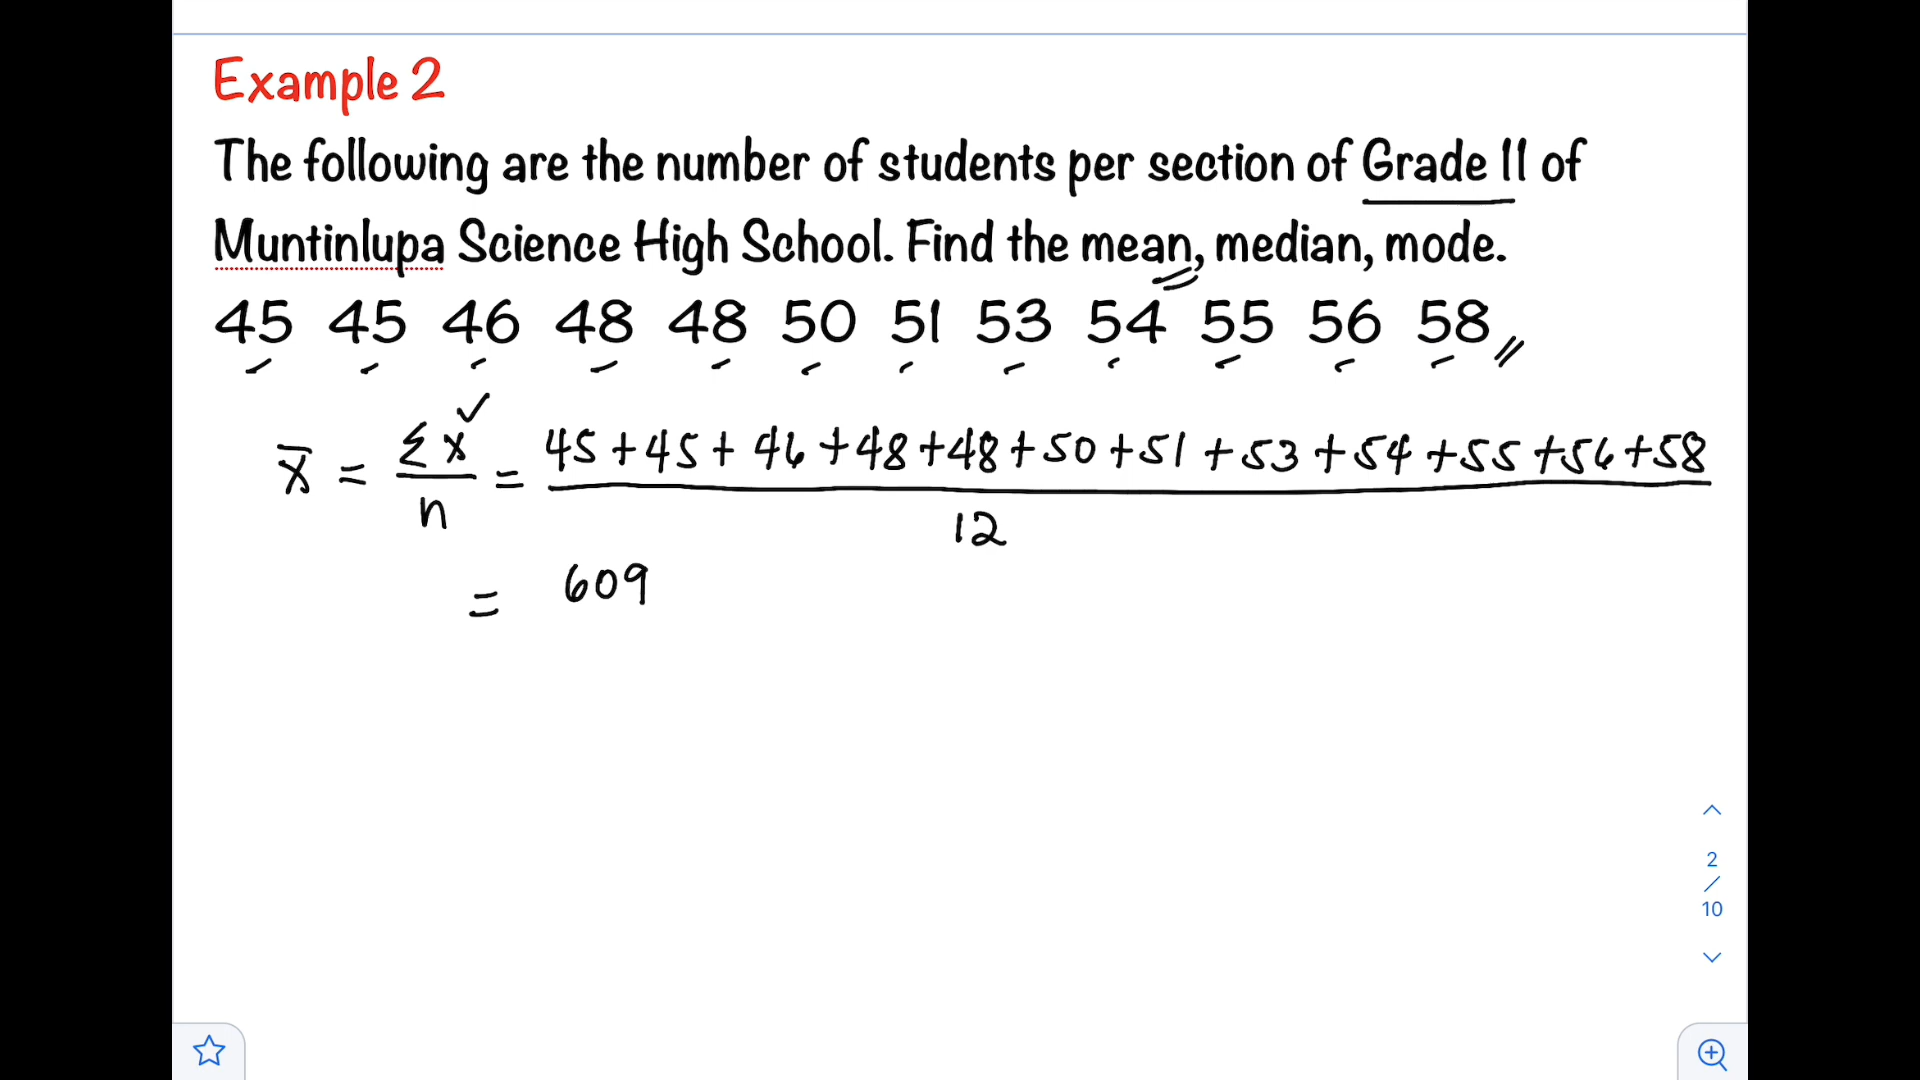 Example 2
The following are the number of students per section of Grade 11 of
Muntinlupa Science High School. Find the mean, median, mode.
45 45 46 48 48 50 51 53 54 55 56 58
x̄ = Σx / n = 45 + 45 + 46 + 48 + 48 + 50 + 51 + 53 + 54 + 55 + 56 + 58 / 12
= 609
2
/
10